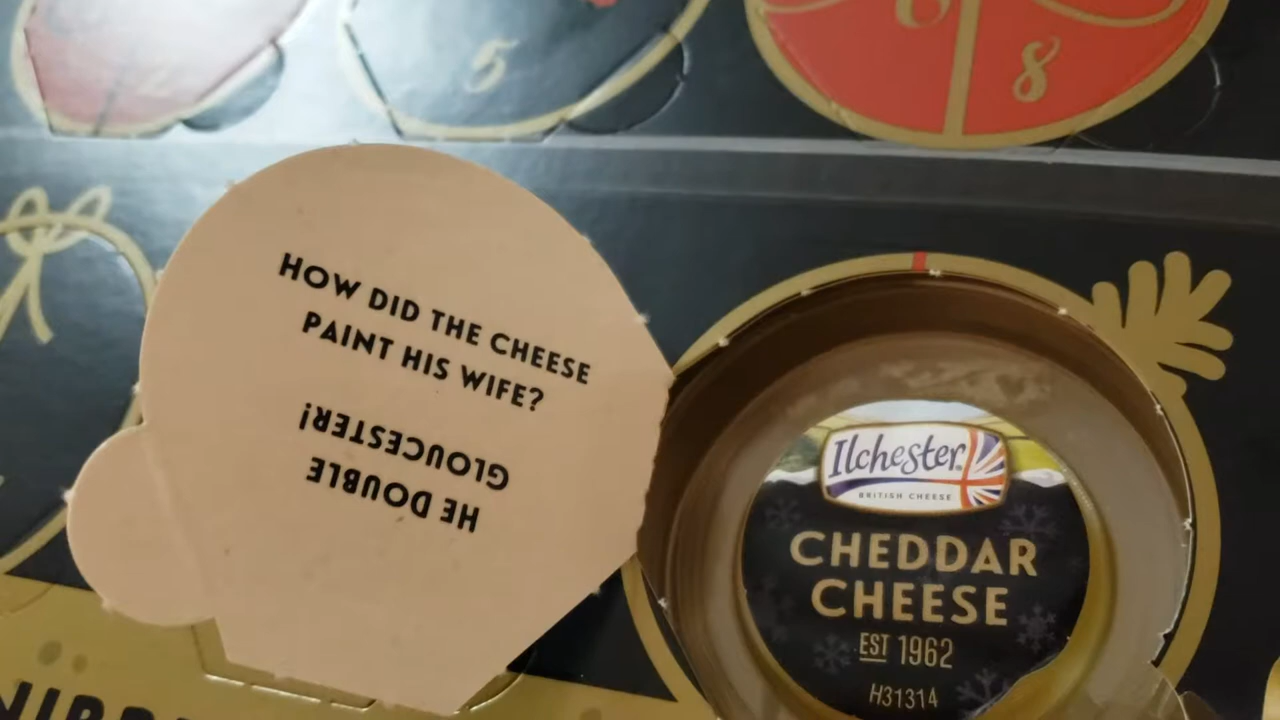 5
8
HOW DID THE CHEESE
PAINT HIS WIFE?
HE DOUBLE
GLOUCESTER!
Ilchester
BRITISH CHEESE
CHEDDAR
CHEESE
EST 1962
H31314